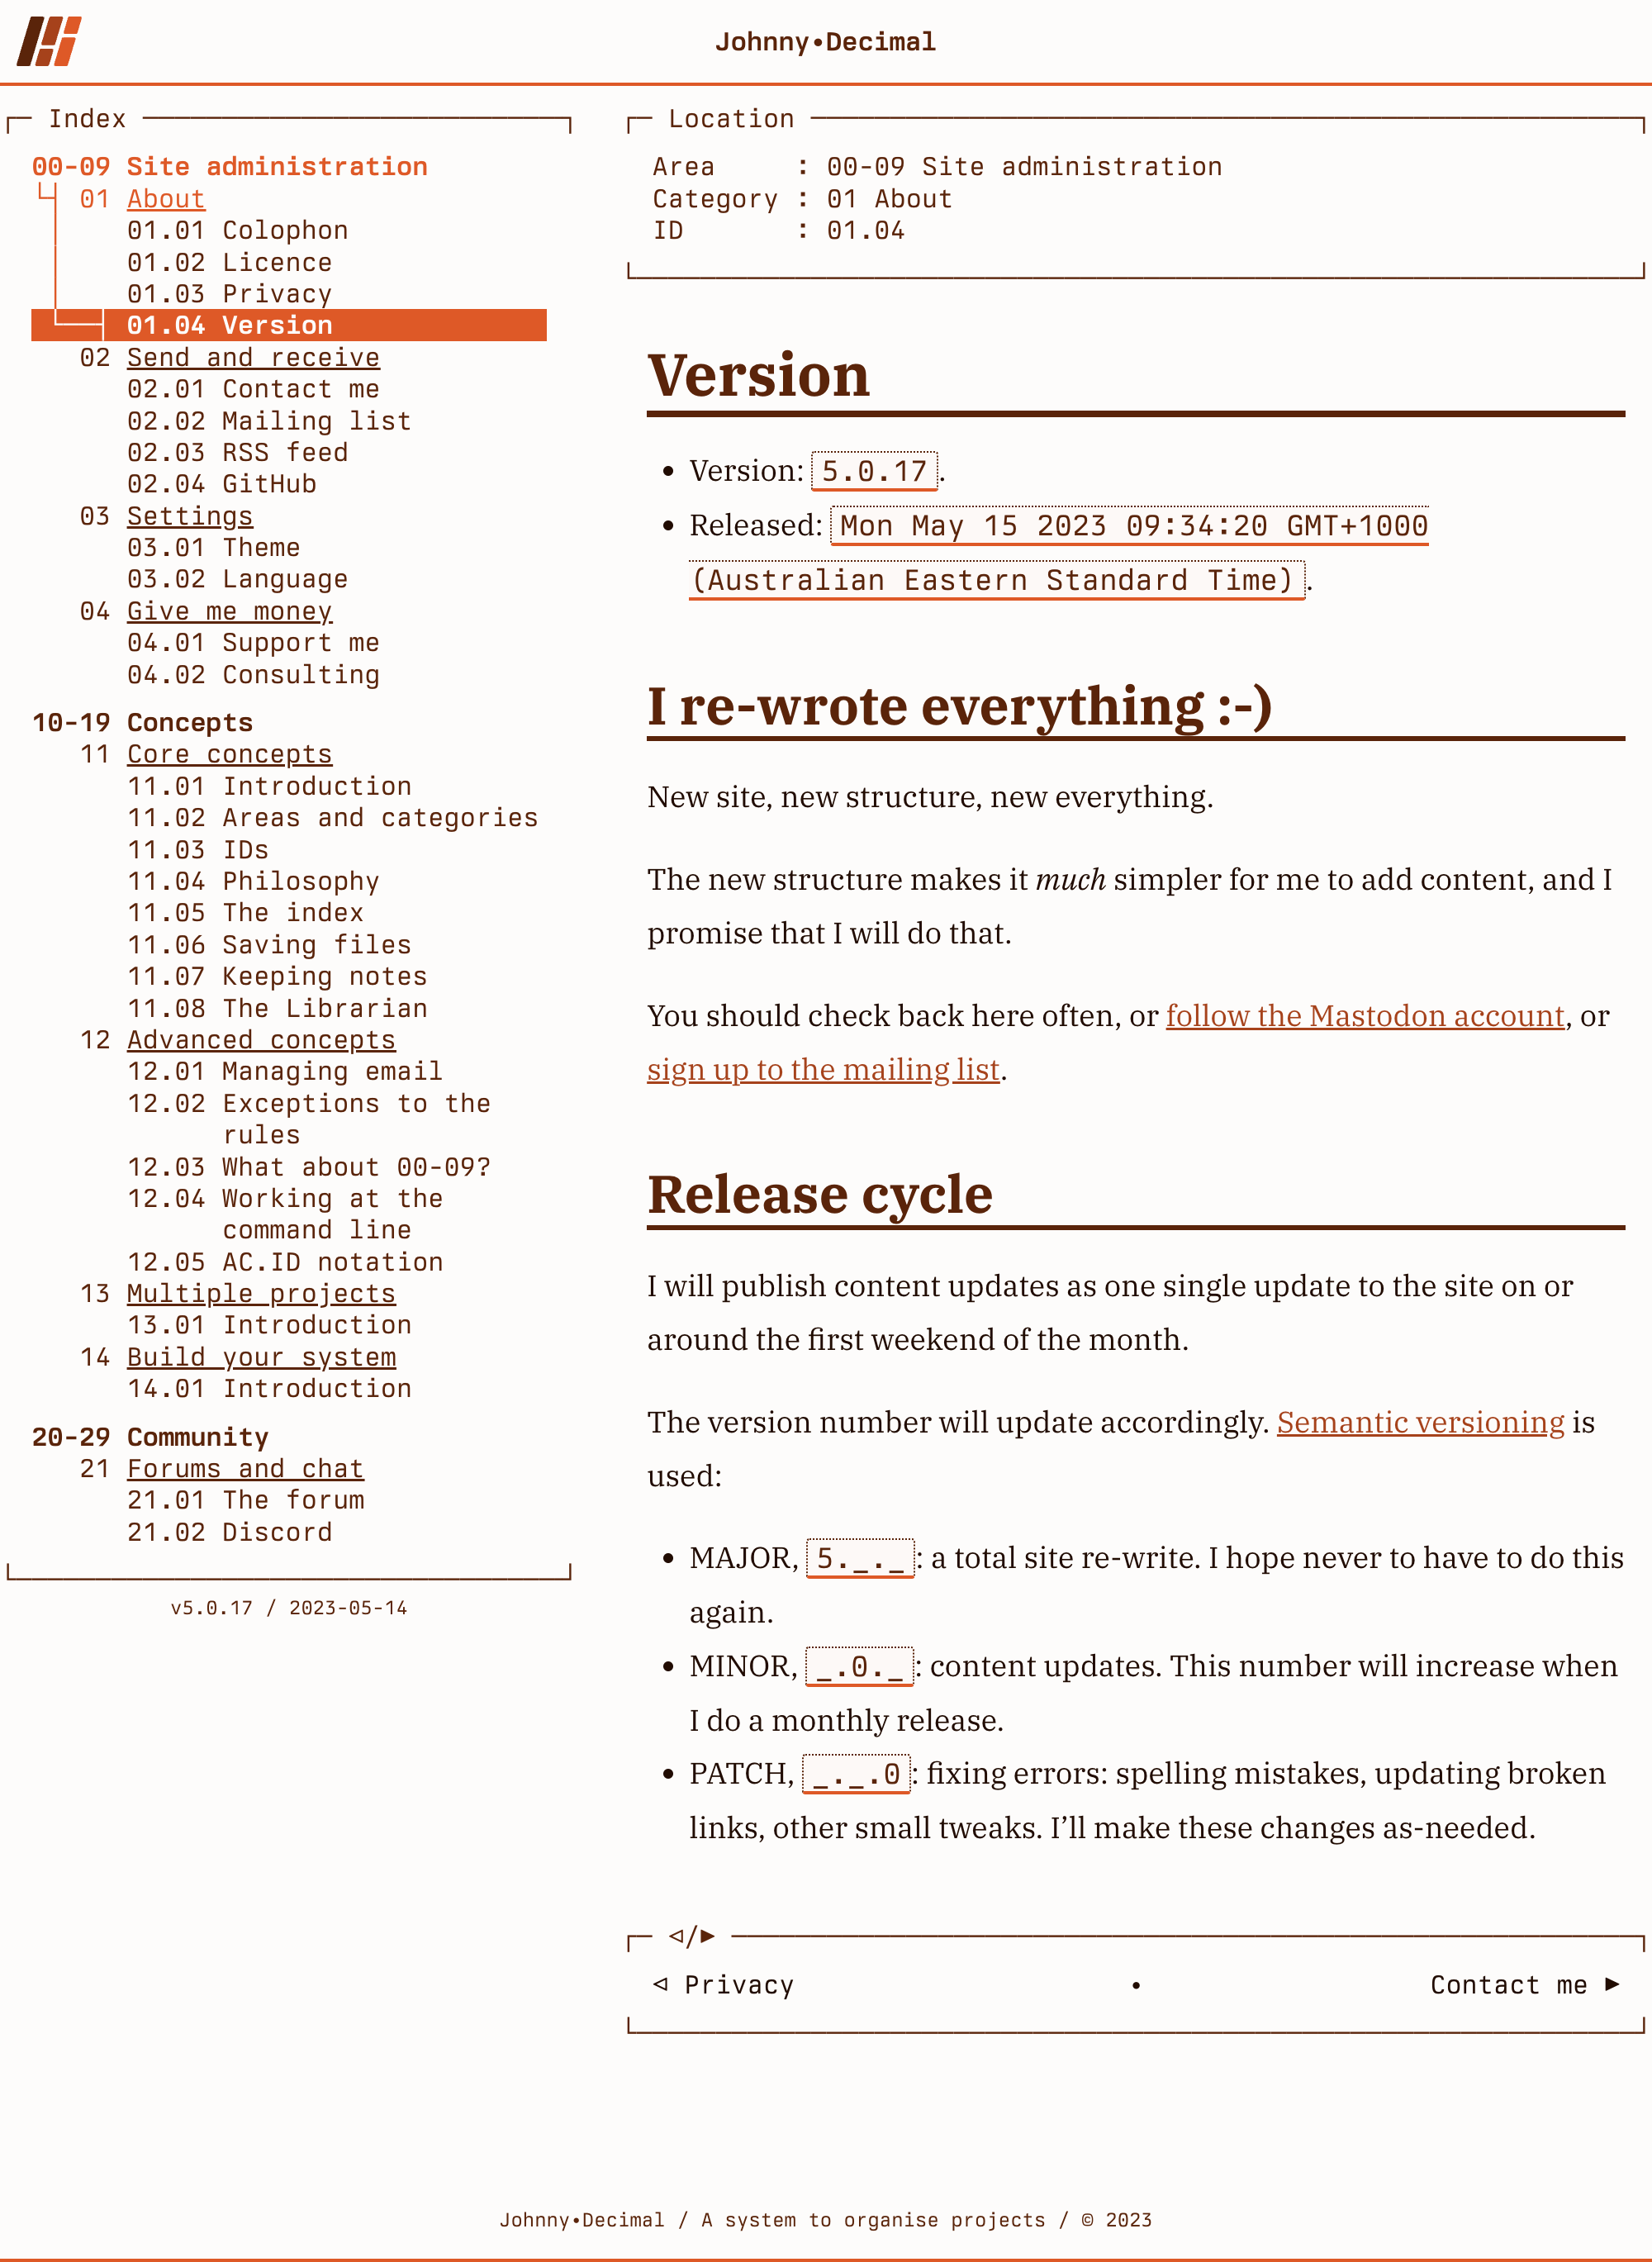 Johnny•Decimal
Index
00-09 Site administration
01 About
01.01 Colophon
01.02 Licence
01.03 Privacy
01.04 Version
02 Send and receive
02.01 Contact me
02.02 Mailing list
02.03 RSS feed
02.04 GitHub
03 Settings
03.01 Theme
03.02 Language
04 Give me money
04.01 Support me
04.02 Consulting
10-19 Concepts
11 Core concepts
11.01 Introduction
11.02 Areas and categories
11.03 IDs
11.04 Philosophy
11.05 The index
11.06 Saving files
11.07 Keeping notes
11.08 The Librarian
12 Advanced concepts
12.01 Managing email
12.02 Exceptions to the
rules
12.03 What about 00-09?
12.04 Working at the
command line
12.05 AC.ID notation
13 Multiple projects
13.01 Introduction
14 Build your system
14.01 Introduction
20-29 Community
21 Forums and chat
21.01 The forum
21.02 Discord
v5.0.17 / 2023-05-14
Location
Area : 00-09 Site administration
Category : 01 About
ID : 01.04
Version
• Version: 5.0.17.
• Released: Mon May 15 2023 09:34:20 GMT+1000
(Australian Eastern Standard Time).
I re-wrote everything :-)
New site, new structure, new everything.
The new structure makes it much simpler for me to add content, and I
promise that I will do that.
You should check back here often, or follow the Mastodon account, or
sign up to the mailing list.
Release cycle
I will publish content updates as one single update to the site on or
around the first weekend of the month.
The version number will update accordingly. Semantic versioning is
used:
• MAJOR, 5._._: a total site re-write. I hope never to have to do this
again.
• MINOR, _.0._: content updates. This number will increase when
I do a monthly release.
• PATCH, _._.0: fixing errors: spelling mistakes, updating broken
links, other small tweaks. I’ll make these changes as-needed.
◁/▶
◁ Privacy • Contact me ▶
Johnny•Decimal / A system to organise projects / © 2023